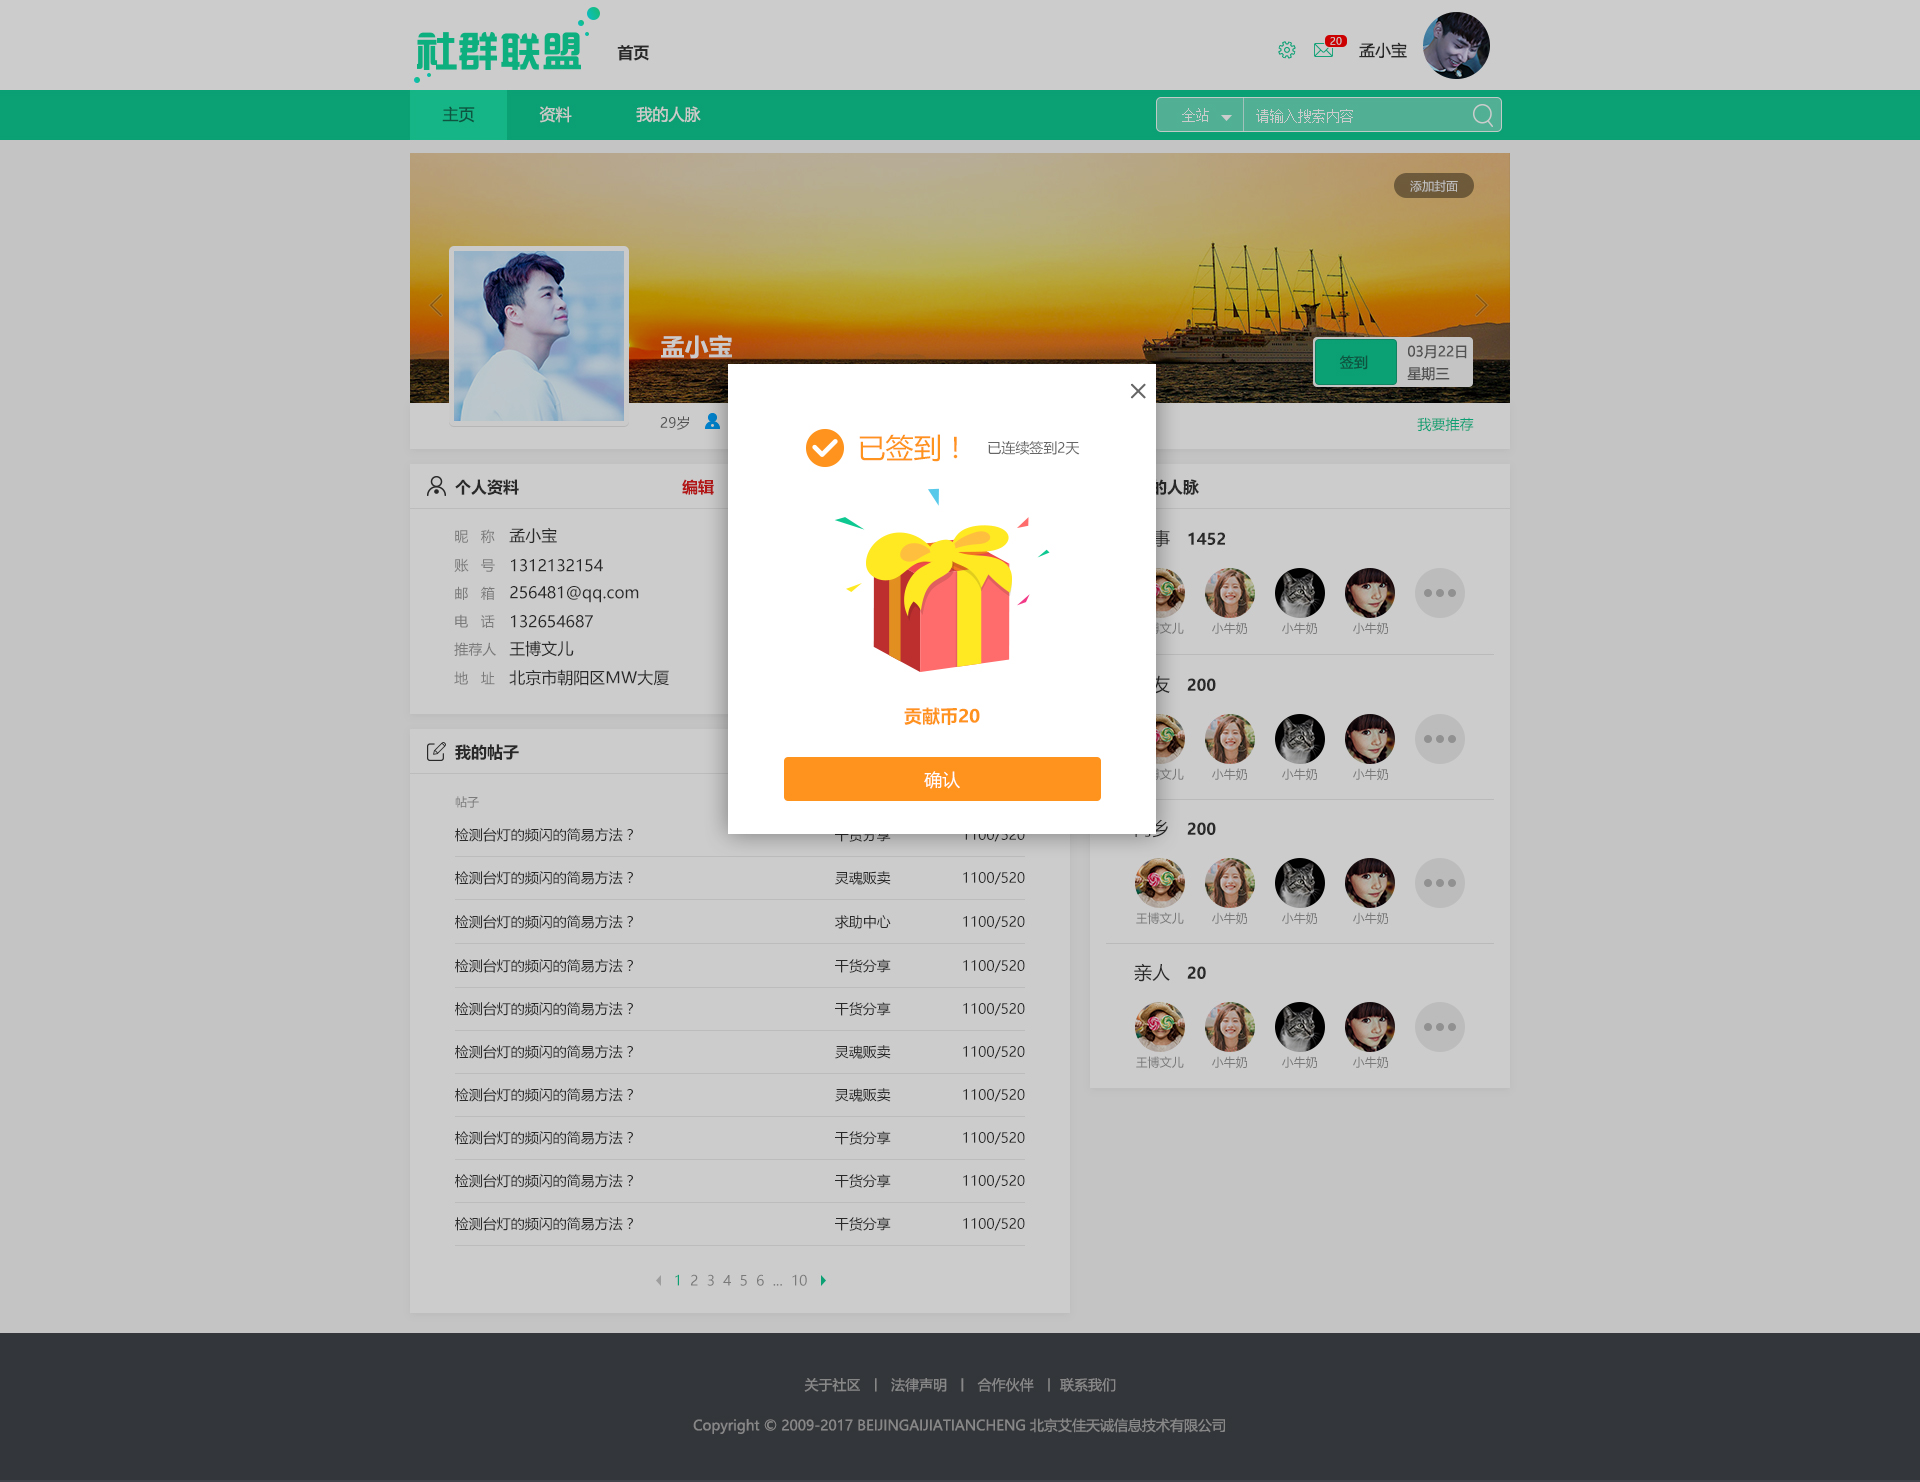 社群联盟 首页 20 孟小宝
主页 资料 我的人脉 全站 请输入搜索内容
添加封面
孟小宝
签到 03月22日
星期三
29岁 我要推荐
已签到！ 已连续签到2天
贡献币20
确认
个人资料 编辑
昵 称 孟小宝
账 号 1312132154
邮 箱 256481@qq.com
电 话 132654687
推荐人 王博文儿
地 址 北京市朝阳区MW大厦
我的帖子
帖子
检测台灯的频闪的简易方法？ 干货分享 1100/520
检测台灯的频闪的简易方法？ 灵魂贩卖 1100/520
检测台灯的频闪的简易方法？ 求助中心 1100/520
检测台灯的频闪的简易方法？ 干货分享 1100/520
检测台灯的频闪的简易方法？ 干货分享 1100/520
检测台灯的频闪的简易方法？ 灵魂贩卖 1100/520
检测台灯的频闪的简易方法？ 灵魂贩卖 1100/520
检测台灯的频闪的简易方法？ 干货分享 1100/520
检测台灯的频闪的简易方法？ 干货分享 1100/520
检测台灯的频闪的简易方法？ 干货分享 1100/520
1 2 3 4 5 6 ... 10
的人脉
事 1452
博文儿 小牛奶 小牛奶 小牛奶
友 200
博文儿 小牛奶 小牛奶 小牛奶
乡 200
王博文儿 小牛奶 小牛奶 小牛奶
亲人 20
王博文儿 小牛奶 小牛奶 小牛奶
关于社区 | 法律声明 | 合作伙伴 | 联系我们
Copyright © 2009-2017 BEIJINGAIJIATIANCHENG 北京艾佳天诚信息技术有限公司